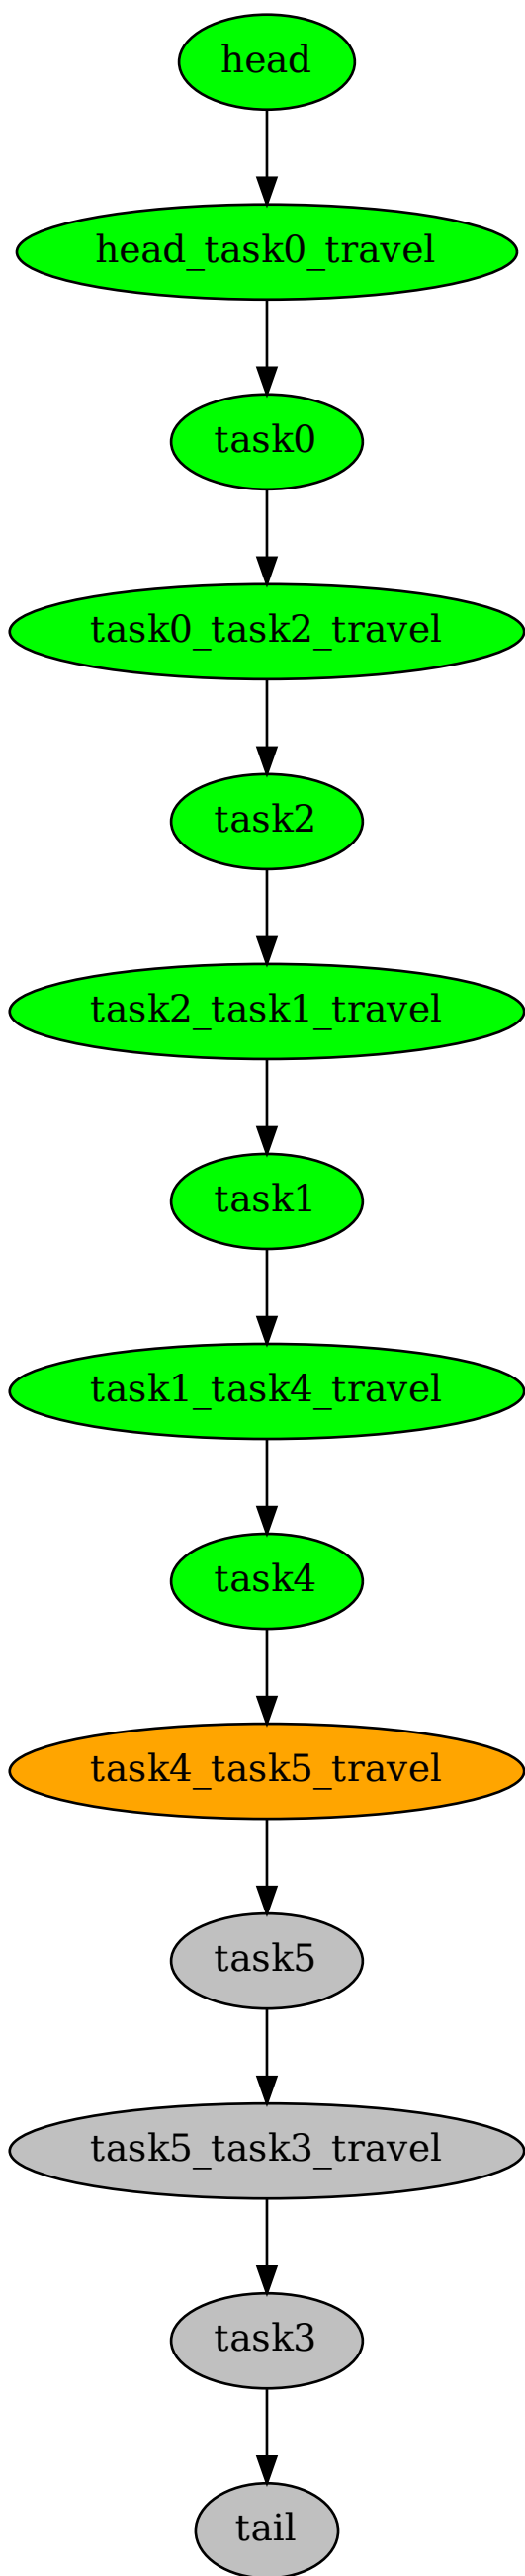 head
head_task0_travel
task0
task0_task2_travel
task2
task2_task1_travel
task1
task1_task4_travel
task4
task4_task5_travel
task5
task5_task3_travel
task3
tail